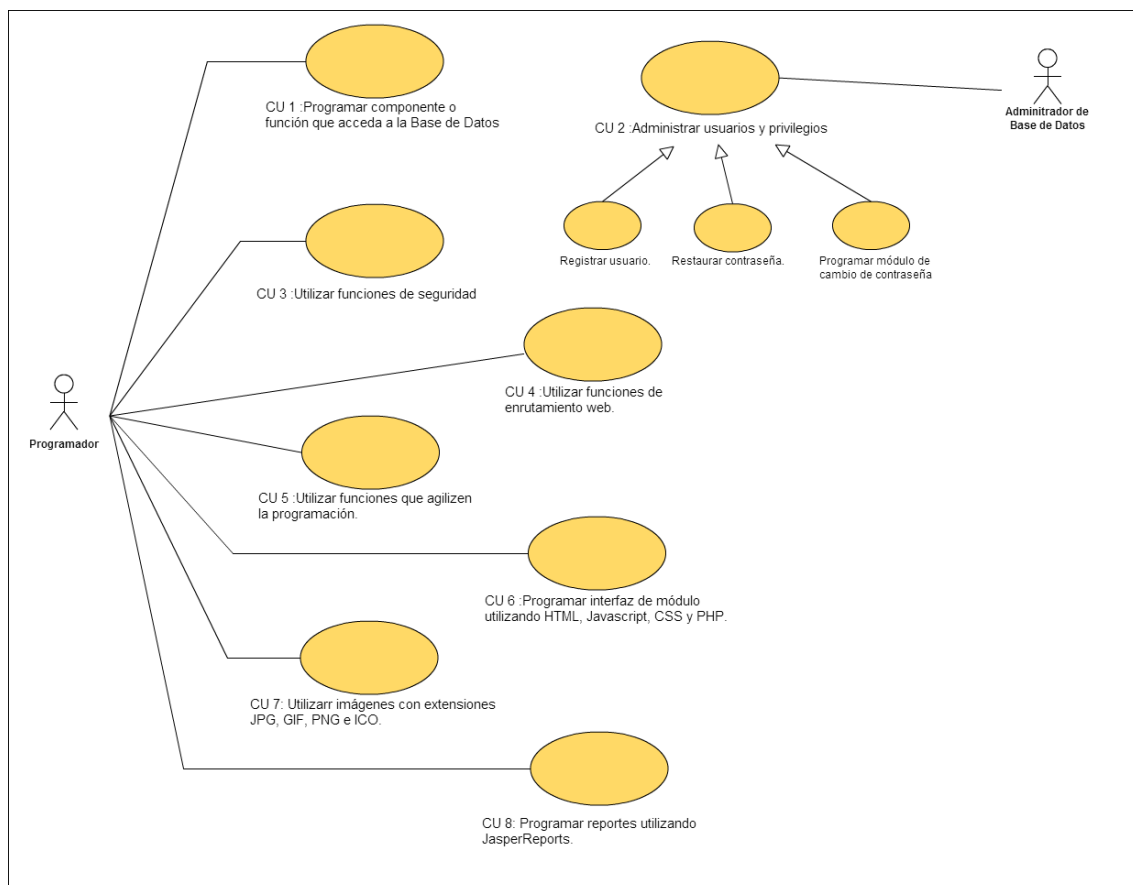 CU 1 :Programar componente o
función que acceda a la Base de Datos
CU 2 :Administrar usuarios y privilegios
Adminitrador de
Base de Datos
Registrar usuario.
Restaurar contraseña.
Programar módulo de
cambio de contraseña
CU 3 :Utilizar funciones de seguridad
CU 4 :Utilizar funciones de
enrutamiento web.
Programador
CU 5 :Utilizar funciones que agilizen
la programación.
CU 6 :Programar interfaz de módulo
utilizando HTML, Javascript, CSS y PHP.
CU 7: Utilizarr imágenes con extensiones
JPG, GIF, PNG e ICO.
CU 8: Programar reportes utilizando
JasperReports.